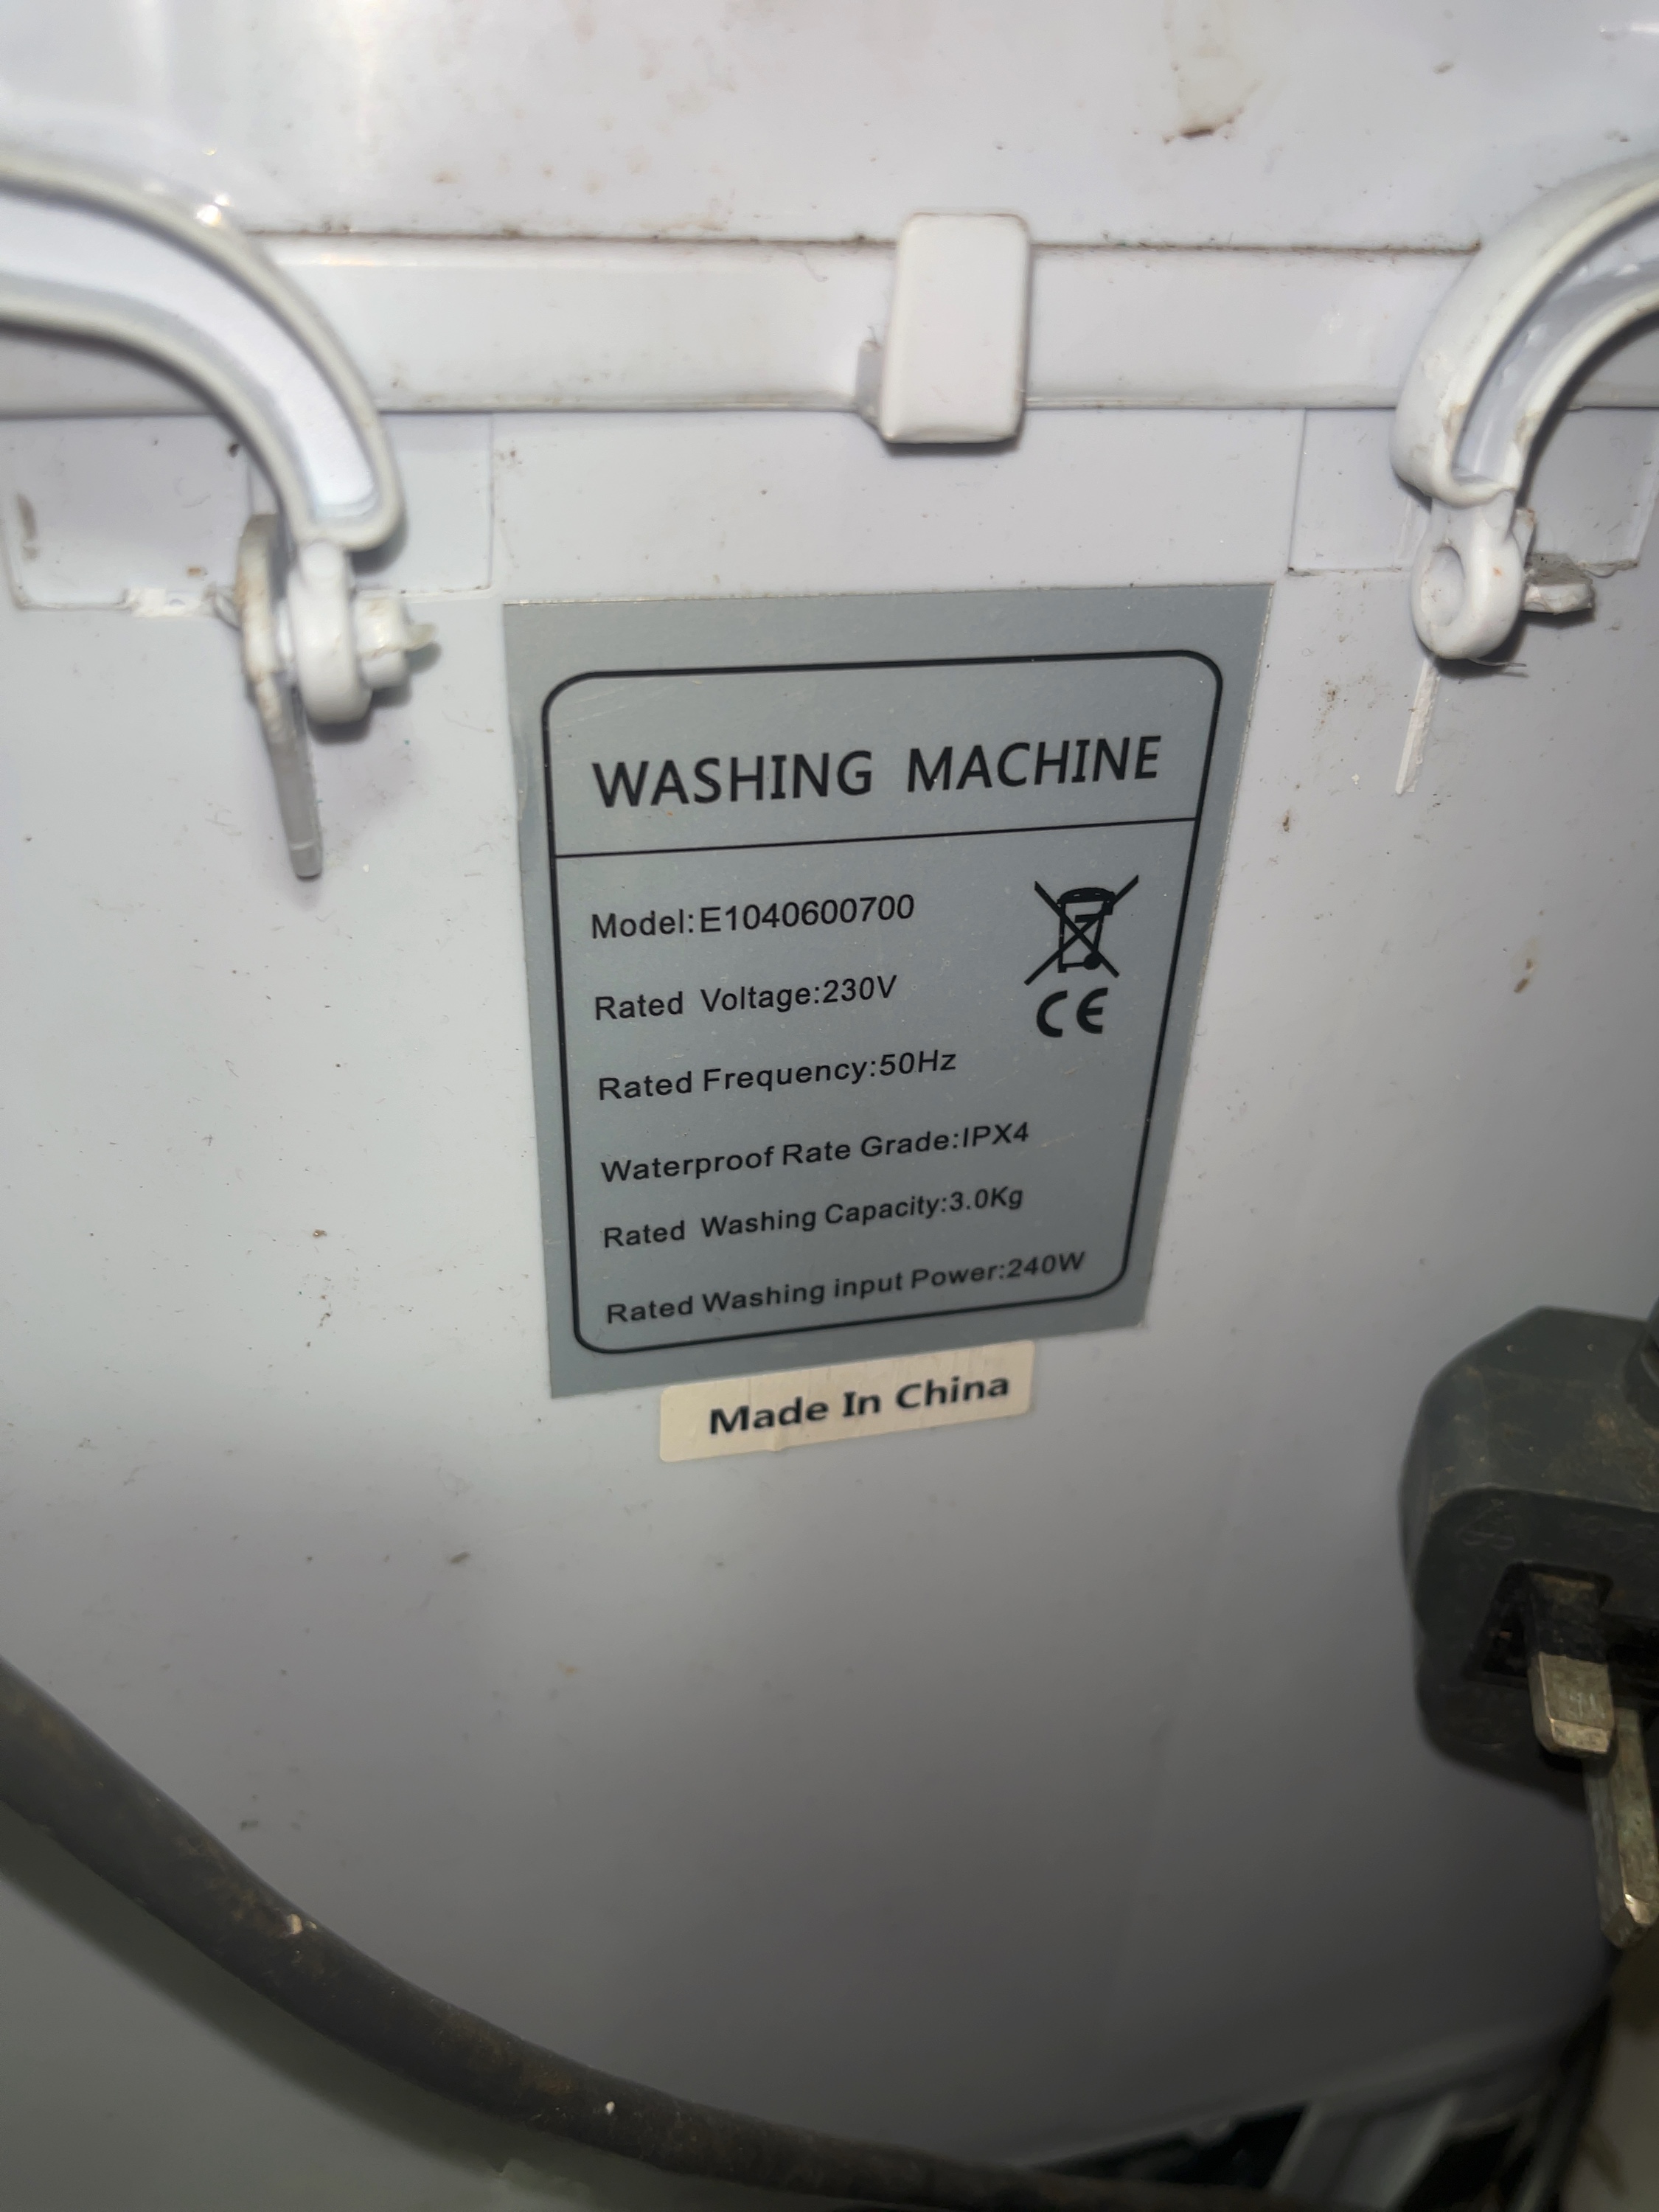 WASHING MACHINE
Model:E1040600700
Rated Voltage:230V
CE
Rated Frequency:50Hz
Waterproof Rate Grade:IPX4
Rated Washing Capacity:3.0Kg
Rated Washing input Power:240W
Made In China